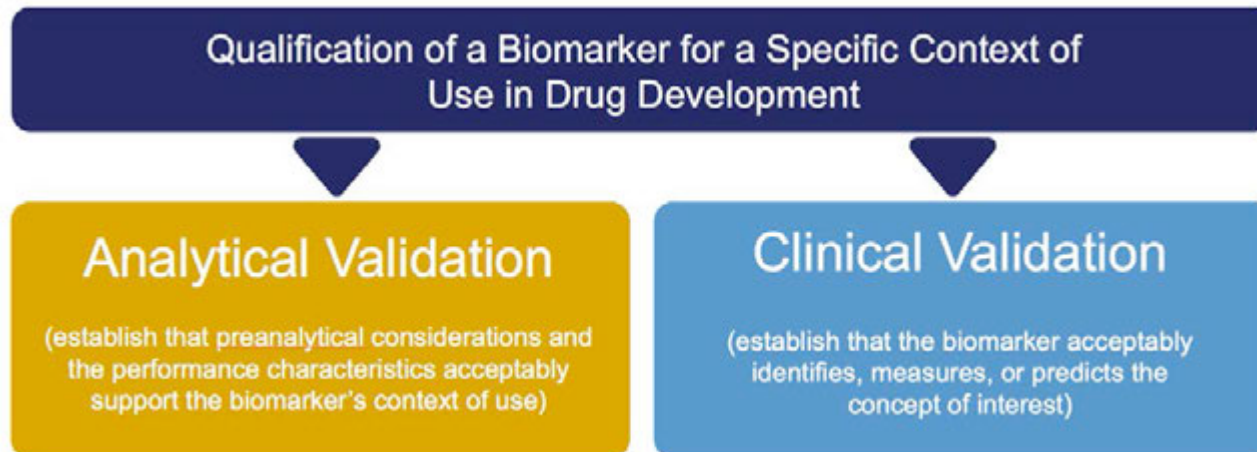 Qualification of a Biomarker for a Specific Context of
Use in Drug Development
Analytical Validation
(establish that preanalytical considerations and
the performance characteristics acceptably
support the biomarker's context of use)
Clinical Validation
(establish that the biomarker acceptably
identifies, measures, or predicts the
concept of interest)